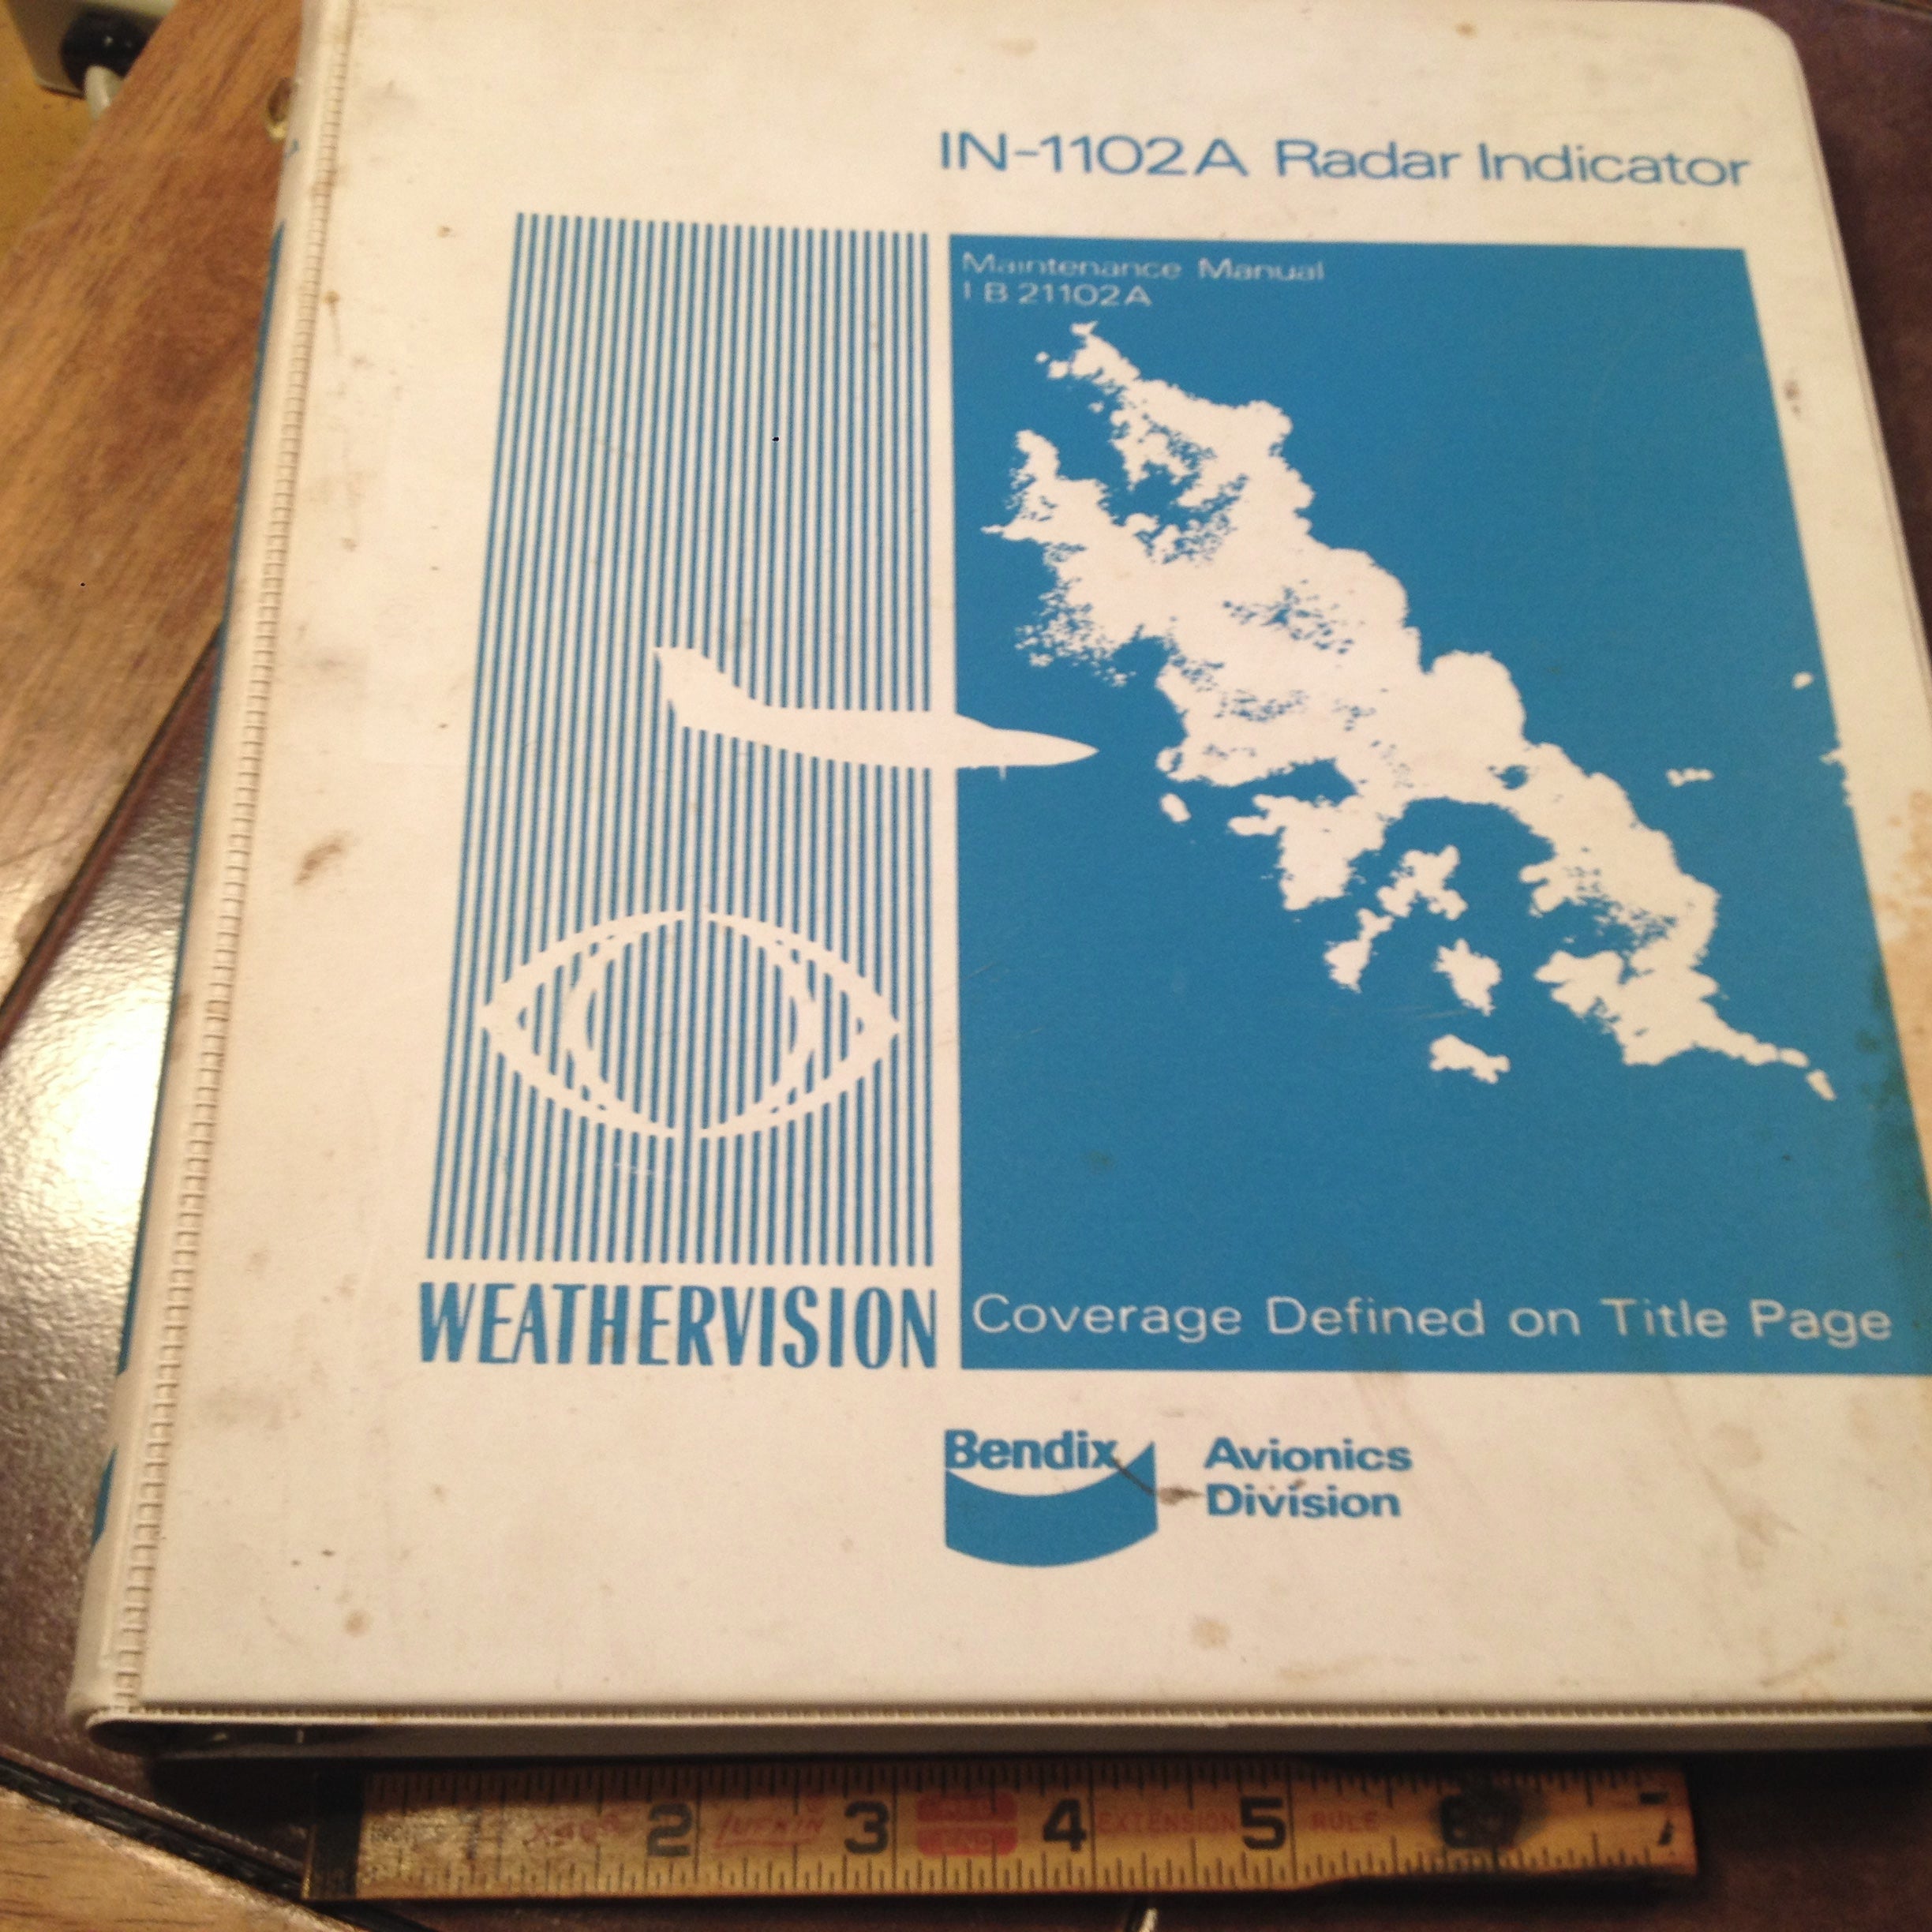 IN-1102A Radar Indicator
Maintenance Manual
I B 21102A
WEATHERVISION
Coverage Defined on Title Page
Bendix
Avionics
Division
2 LUFKIN 3 4 EXTENSION 5 RULE 6 7